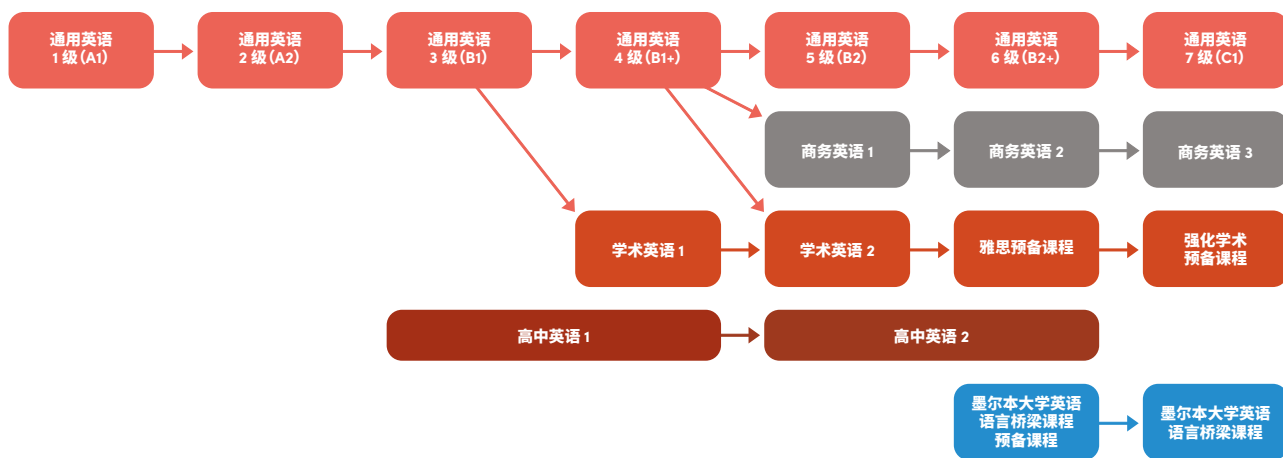 通用英语
1 级(A1)
通用英语
2 级(A2)
通用英语
3 级(B1)
通用英语
4 级(B1+)
通用英语
5 级(B2)
通用英语
6 级(B2+)
通用英语
7 级(C1)
商务英语 1
商务英语 2
商务英语 3
学术英语 1
学术英语 2
雅思预备课程
强化学术
预备课程
高中英语 1
高中英语 2
墨尔本大学英语
语言桥梁课程
预备课程
墨尔本大学英语
语言桥梁课程